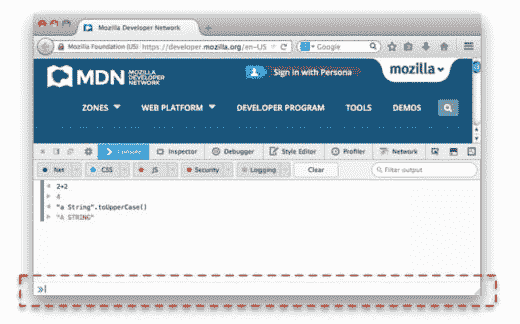 Mozilla Developer Network
Mozilla Foundation (US) https://developer.mozilla.org/en-US
Google
MDN MOZILLA DEVELOPER NETWORK
Sign in with Persona
mozilla
ZONES WEB PLATFORM DEVELOPER PROGRAM TOOLS DEMOS
Console Inspector Debugger Style Editor Profiler Network
Net CSS JS Security Logging Clear Filter output
2+2
4
"a String".toUpperCase()
"A STRING"
»